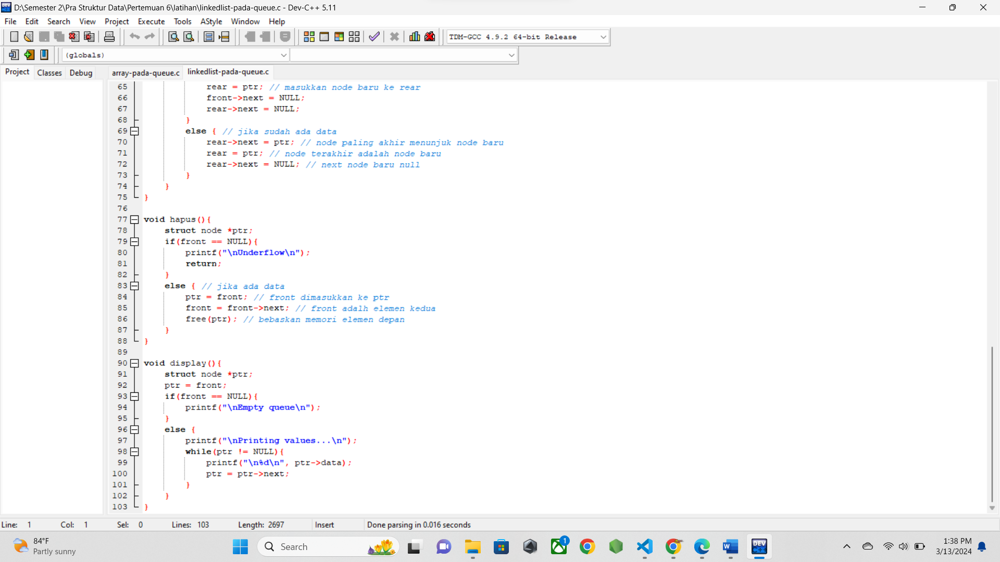 D:\Semester 2\Pra Struktur Data\Pertemuan 6\latihan\linkedlist-pada-queue.c - Dev-C++ 5.11
File Edit Search View Project Execute Tools AStyle Window Help
TDM-GCC 4.9.2 64-bit Release
(globals)
Project Classes Debug array-pada-queue.c linkedlist-pada-queue.c
65 rear = ptr; // masukkan node baru ke rear
66 front->next = NULL;
67 rear->next = NULL;
68 }
69 else { // jika sudah ada data
70 rear->next = ptr; // node paling akhir menunjuk node baru
71 rear = ptr; // node terakhir adalah node baru
72 rear->next = NULL; // next node baru null
73 }
74 }
75 }
76
77 void hapus(){
78 struct node *ptr;
79 if(front == NULL){
80 printf("\nUnderflow\n");
81 return;
82 }
83 else { // jika ada data
84 ptr = front; // front dimasukkan ke ptr
85 front = front->next; // front adalh elemen kedua
86 free(ptr); // bebaskan memori elemen depan
87 }
88 }
89
90 void display(){
91 struct node *ptr;
92 ptr = front;
93 if(front == NULL){
94 printf("\nEmpty queue\n");
95 }
96 else {
97 printf("\nPrinting values...\n");
98 while(ptr != NULL){
99 printf("\n%d\n", ptr->data);
100 ptr = ptr->next;
101 }
102 }
103 }
Line: 1 Col: 1 Sel: 0 Lines: 103 Length: 2697 Insert Done parsing in 0.016 seconds
84°F
Partly sunny
Search
1
DEV C++
1:38 PM
3/13/2024